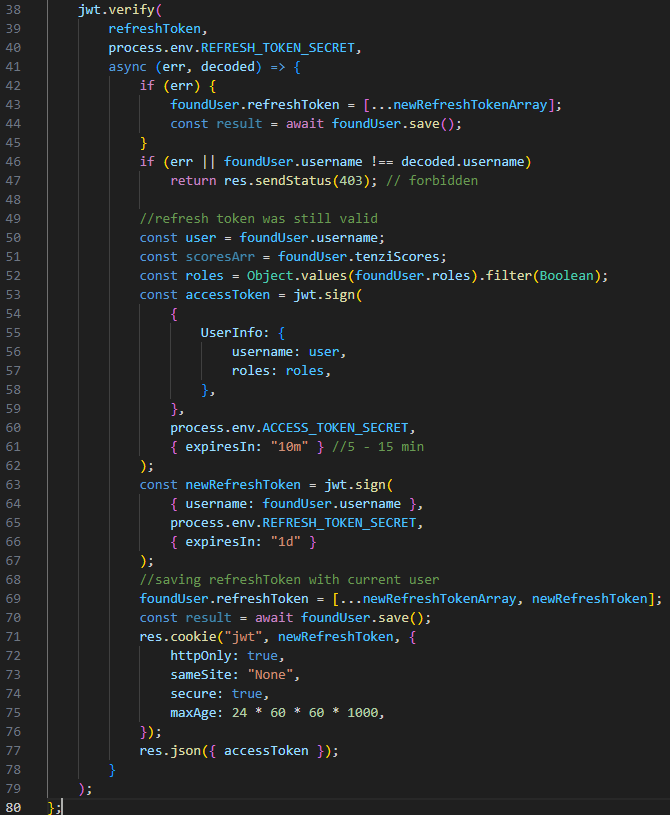 38 jwt.verify(
39 refreshToken,
40 process.env.REFRESH_TOKEN_SECRET,
41 async (err, decoded) => {
42 if (err) {
43 foundUser.refreshToken = [...newRefreshTokenArray];
44 const result = await foundUser.save();
45 }
46 if (err || foundUser.username !== decoded.username)
47 return res.sendStatus(403); // forbidden
48
49 //refresh token was still valid
50 const user = foundUser.username;
51 const scoresArr = foundUser.tenziScores;
52 const roles = Object.values(foundUser.roles).filter(Boolean);
53 const accessToken = jwt.sign(
54 {
55 UserInfo: {
56 username: user,
57 roles: roles,
58 },
59 },
60 process.env.ACCESS_TOKEN_SECRET,
61 { expiresIn: "10m" } //5 - 15 min
62 );
63 const newRefreshToken = jwt.sign(
64 { username: foundUser.username },
65 process.env.REFRESH_TOKEN_SECRET,
66 { expiresIn: "1d" }
67 );
68 //saving refreshToken with current user
69 foundUser.refreshToken = [...newRefreshTokenArray, newRefreshToken];
70 const result = await foundUser.save();
71 res.cookie("jwt", newRefreshToken, {
72 httpOnly: true,
73 sameSite: "None",
74 secure: true,
75 maxAge: 24 * 60 * 60 * 1000,
76 });
77 res.json({ accessToken });
78 }
79 );
80 };